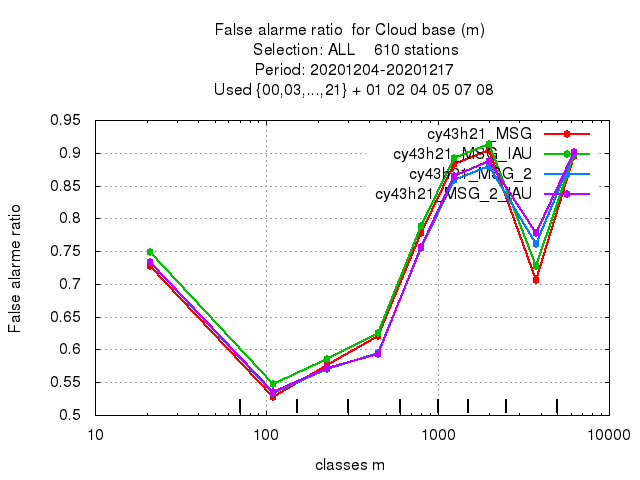 False alarme ratio  for Cloud base (m)
Selection: ALL    610 stations
Period: 20201204-20201217
Used {00,03,...,21} + 01 02 04 05 07 08
0.95
0.9
0.85
0.8
0.75
0.7
0.65
0.6
0.55
0.5
False alarme ratio
cy43h21_MSG
cy43h21_MSG_IAU
cy43h21_MSG_2
cy43h21_MSG_2_IAU
10
100
1000
10000
classes m